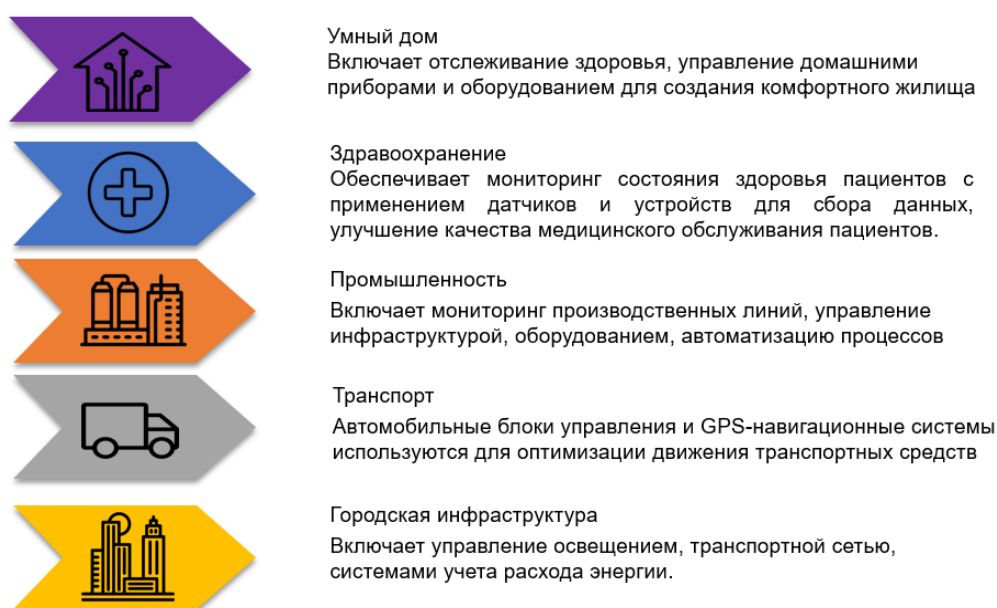 Умный дом
Включает отслеживание здоровья, управление домашними
приборами и оборудованием для создания комфортного жилища
Здравоохранение
Обеспечивает мониторинг состояния здоровья пациентов с
применением датчиков и устройств для сбора данных,
улучшение качества медицинского обслуживания пациентов.
Промышленность
Включает мониторинг производственных линий, управление
инфраструктурой, оборудованием, автоматизацию процессов
Транспорт
Автомобильные блоки управления и GPS-навигационные системы
используются для оптимизации движения транспортных средств
Городская инфраструктура
Включает управление освещением, транспортной сетью,
системами учета расхода энергии.